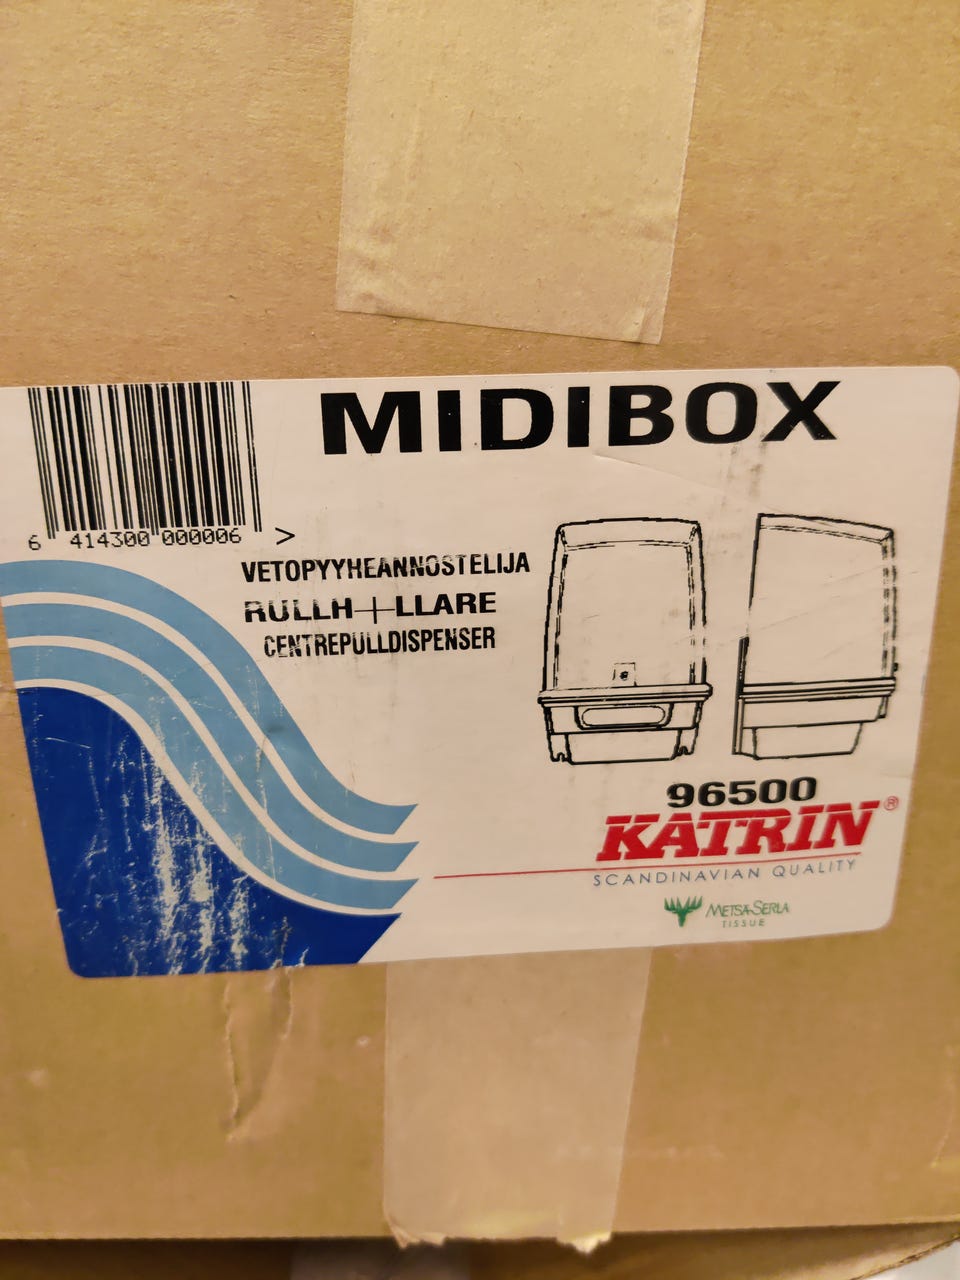 MIDIBOX
6 414300 000006 >
VETOPYYHEANNOSTELIJA
RULLH┼LLARE
CENTREPULLDISPENSER
96500
KATRIN®
SCANDINAVIAN QUALITY
METSÄ-SERLA
TISSUE